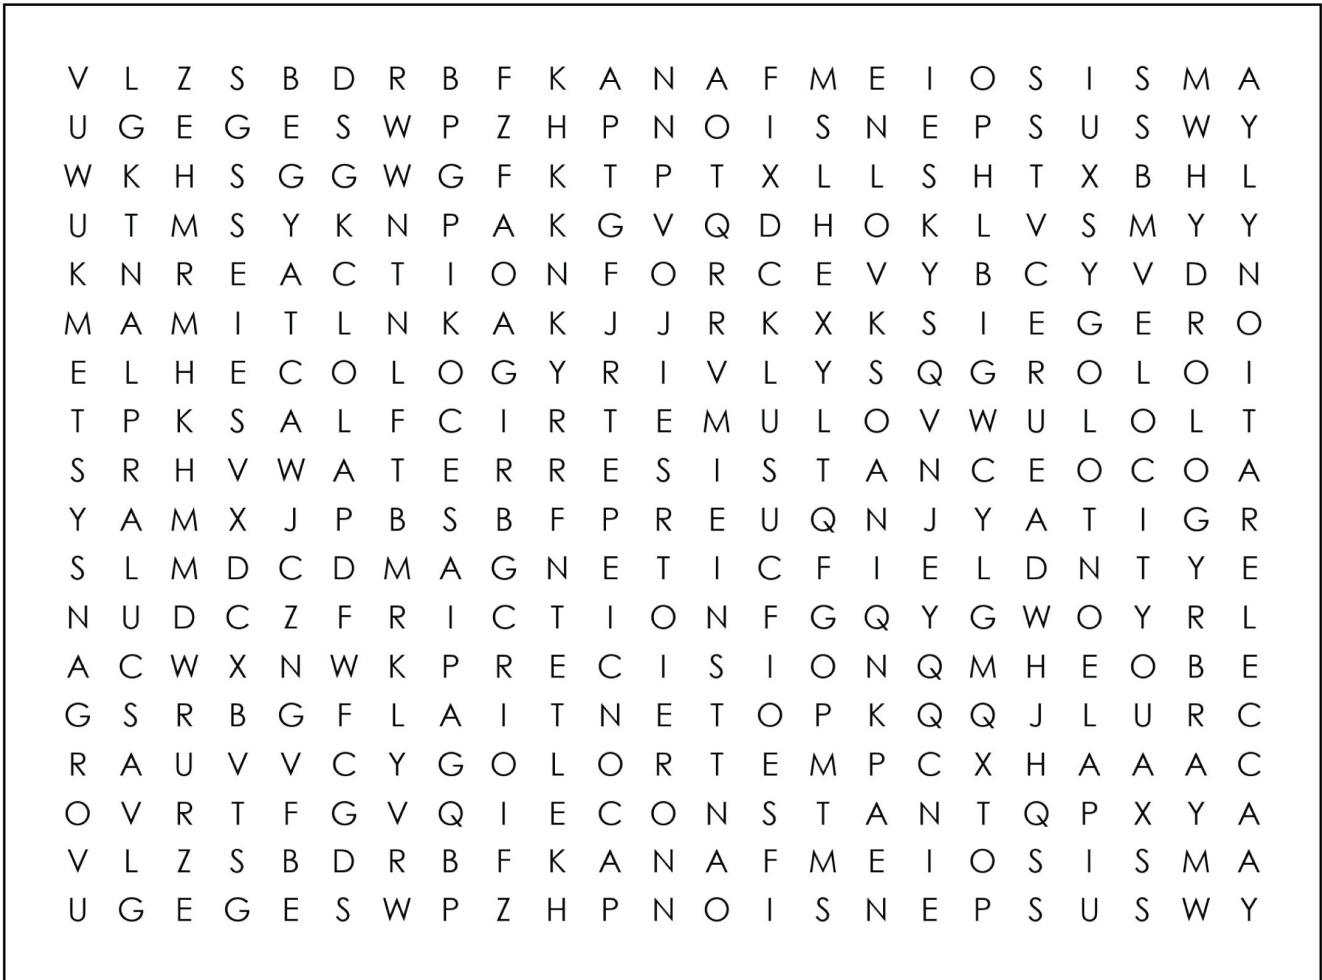 V L Z S B D R B F K A N A F M E I O S I S M A
U G E G E S W P Z H P N O I S N E P S U S W Y
W K H S G G W G F K T P T X L L S H T X B H L
U T M S Y K N P A K G V Q D H O K L V S M Y Y
K N R E A C T I O N F O R C E V Y B C Y V D N
M A M I T L N K A K J J R K X K S I E G E R O
E L H E C O L O G Y R I V L Y S Q G R O L O I
T P K S A L F C I R T E M U L O V W U L O L T
S R H V W A T E R R E S I S T A N C E O C O A
Y A M X J P B S B F P R E U Q N J Y A T I G R
S L M D C D M A G N E T I C F I E L D N T Y E
N U D C Z F R I C T I O N F G Q Y G W O Y R L
A C W X N W K P R E C I S I O N Q M H E O B E
G S R B G F L A I T N E T O P K Q Q J L U R C
R A U V V C Y G O L O R T E M P C X H A A A C
O V R T F G V Q I E C O N S T A N T Q P X Y A
V L Z S B D R B F K A N A F M E I O S I S M A
U G E G E S W P Z H P N O I S N E P S U S W Y